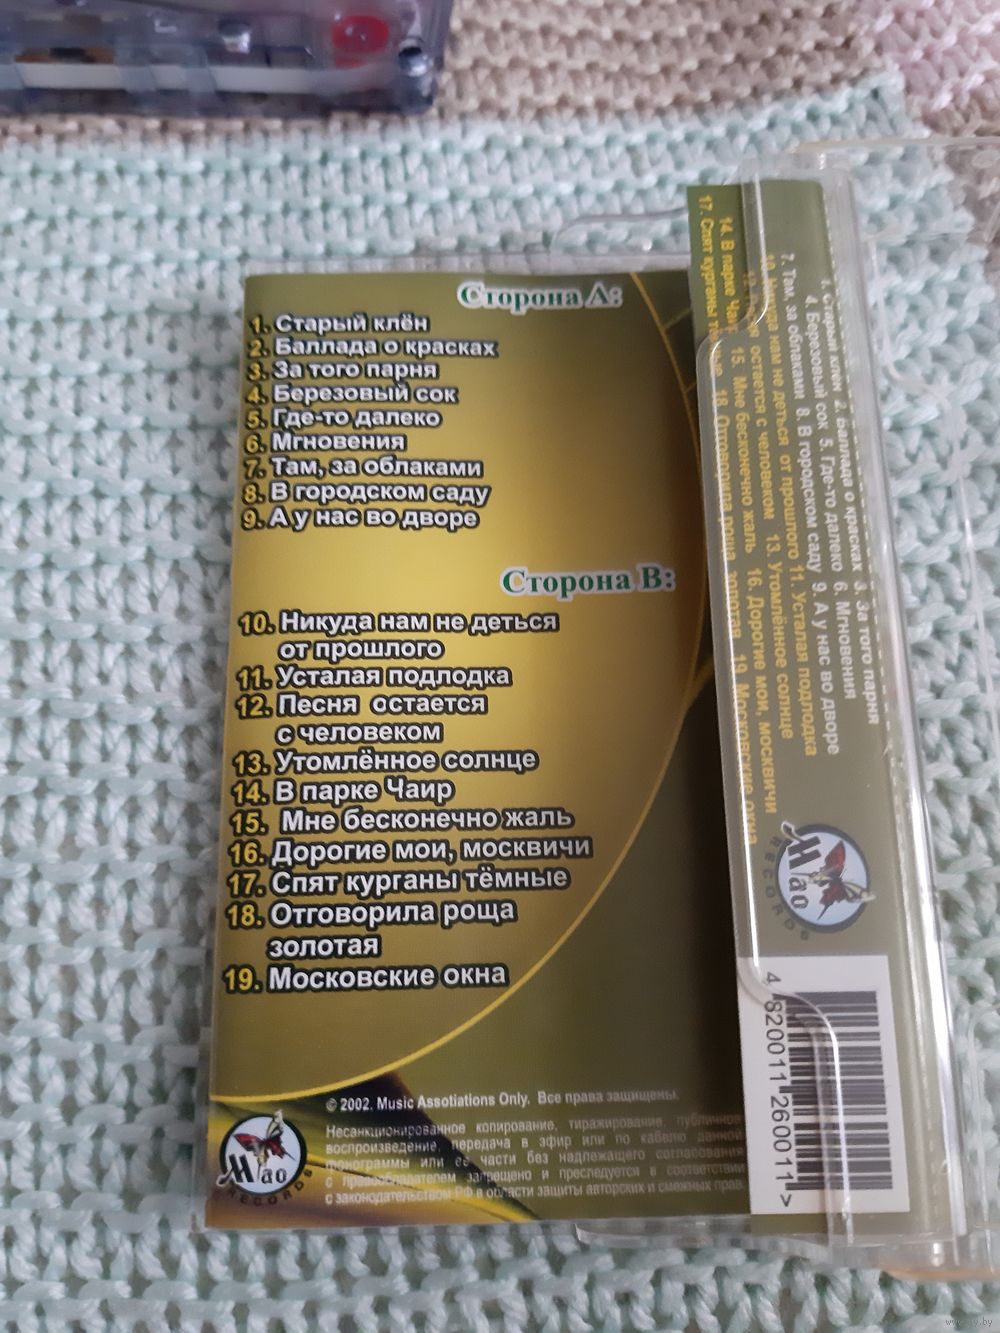 Сторона А:
1. Старый клён
2. Баллада о красках
3. За того парня
4. Березовый сок
5. Где-то далеко
6. Мгновения
7. Там, за облаками
8. В городском саду
9. А у нас во дворе
Сторона В:
10. Никуда нам не деться
от прошлого
11. Усталая подлодка
12. Песня остается
с человеком
13. Утомлённое солнце
14. В парке Чаир
15. Мне бесконечно жаль
16. Дорогие мои, москвичи
17. Спят курганы тёмные
18. Отговорила роща
золотая
19. Московские окна
© 2002. Music Assotiations Only. Все права защищены.
Несанкционированное копирование, тиражирование, публичное
воспроизведение, передача в эфир или по кабелю данной
фонограммы или её части без надлежащего согласования
с правообладателем запрещено и преследуется в соответствии
с законодательством РФ в области защиты авторских и смежных прав.
Мао
RECORDS
1. Старый клён 2. Баллада о красках 3. За того парня
4. Березовый сок 5. Где-то далеко 6. Мгновения
7. Там, за облаками 8. В городском саду 9. А у нас во дворе
10. Никуда нам не деться от прошлого 11. Усталая подлодка
12. Песня остается с человеком 13. Утомлённое солнце
14. В парке Чаир 15. Мне бесконечно жаль 16. Дорогие мои, москвичи
17. Спят курганы тёмные 18. Отговорила роща золотая 19. Московские окна
Мао
RECORDS
4 820011 260011 >